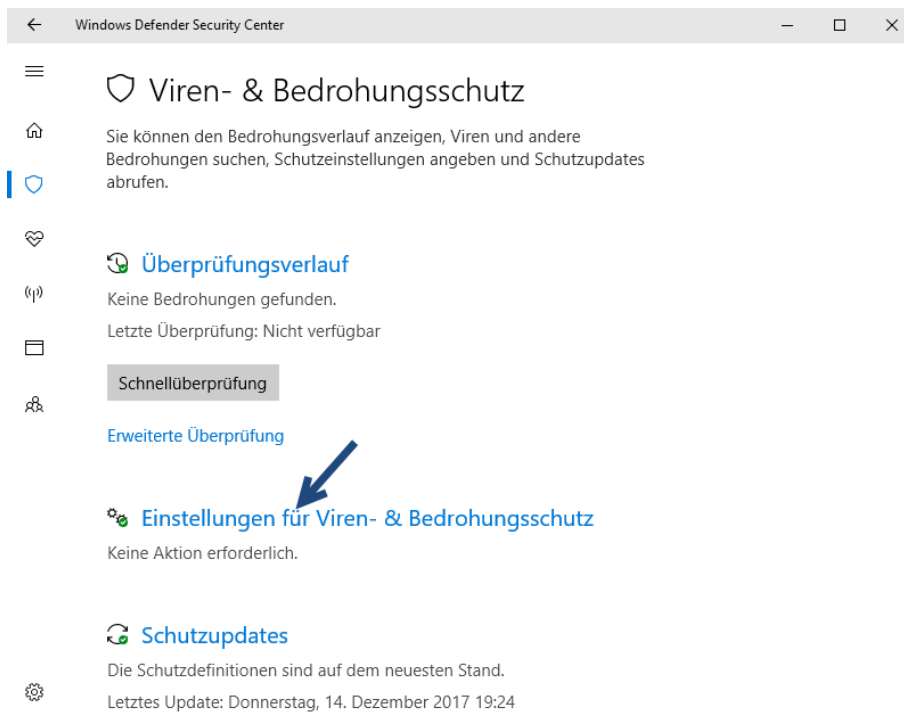 Windows Defender Security Center
Viren- & Bedrohungsschutz
Sie können den Bedrohungsverlauf anzeigen, Viren und andere
Bedrohungen suchen, Schutzeinstellungen angeben und Schutzupdates
abrufen.
Überprüfungsverlauf
Keine Bedrohungen gefunden.
Letzte Überprüfung: Nicht verfügbar
Schnellüberprüfung
Erweiterte Überprüfung
Einstellungen für Viren- & Bedrohungsschutz
Keine Aktion erforderlich.
Schutzupdates
Die Schutzdefinitionen sind auf dem neuesten Stand.
Letztes Update: Donnerstag, 14. Dezember 2017 19:24